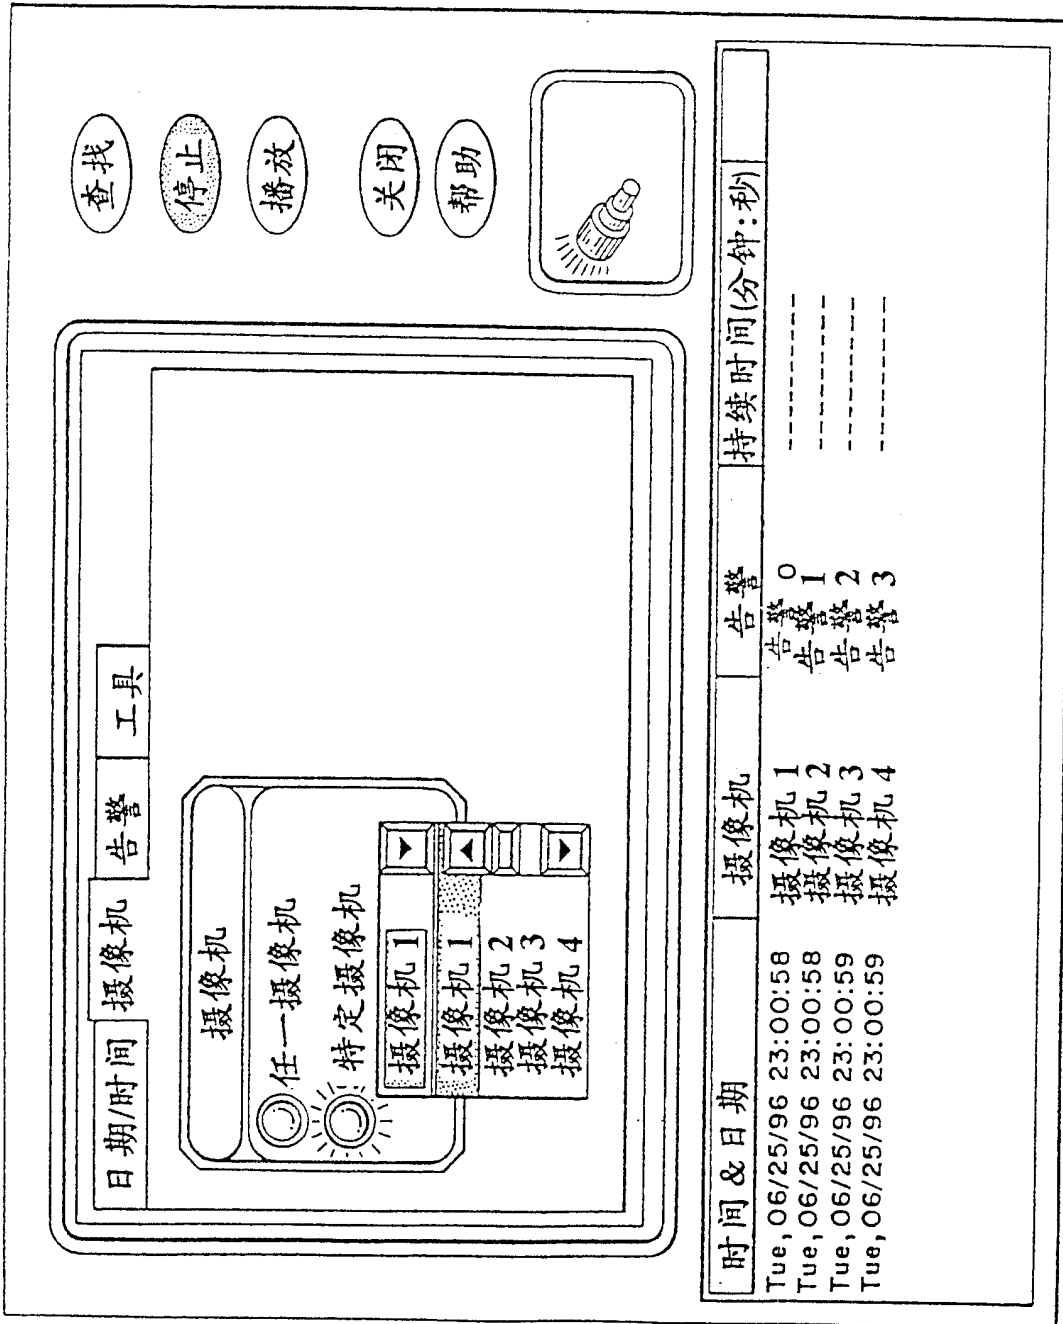 日期/时间 摄像机 告警 工具
摄像机
任一摄像机
特定摄像机
摄像机 1
摄像机 1
摄像机 2
摄像机 3
摄像机 4
查找
停止
播放
关闭
帮助
时间 & 日期 摄像机 告警 持续时间(分钟:秒)
Tue, 06/25/96 23:00:58 摄像机 1 告警 0 ----------
Tue, 06/25/96 23:00:58 摄像机 2 告警 1 ----------
Tue, 06/25/96 23:00:59 摄像机 3 告警 2 ----------
Tue, 06/25/96 23:00:59 摄像机 4 告警 3 ----------